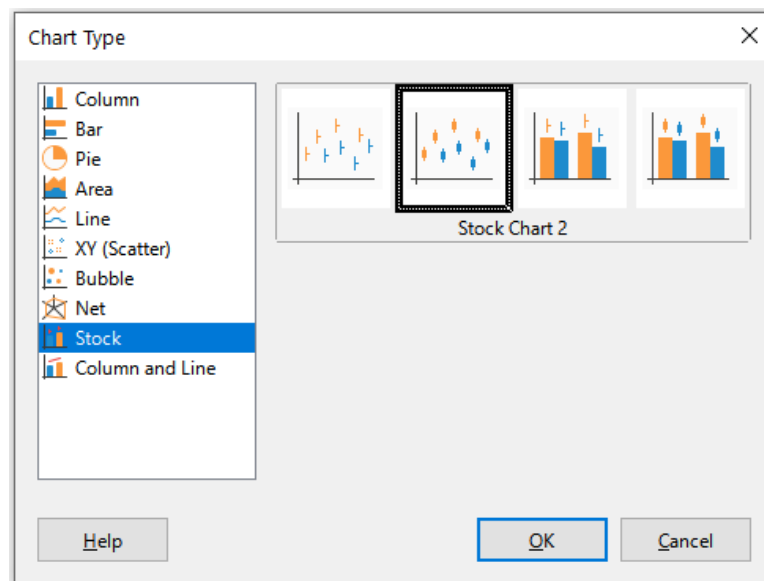 Chart Type
Column
Bar
Pie
Area
Line
XY (Scatter)
Bubble
Net
Stock
Column and Line
Stock Chart 2
Help
OK
Cancel